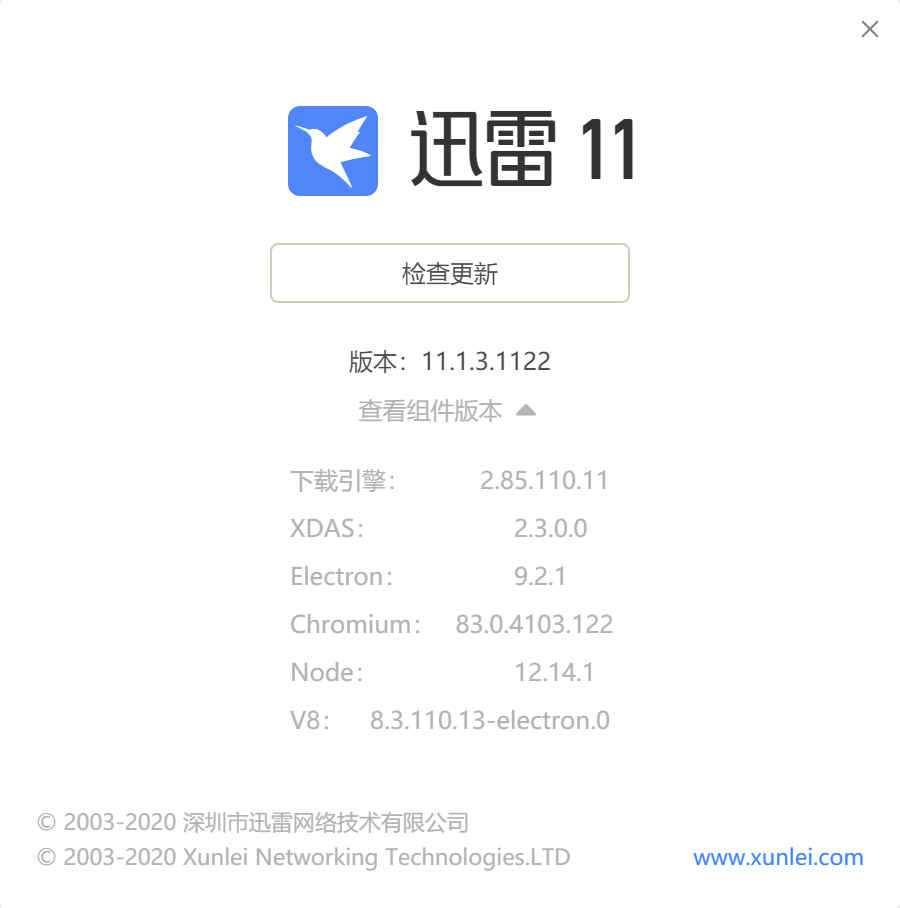 迅雷 11
检查更新
版本：11.1.3.1122
查看组件版本
下载引擎： 2.85.110.11
XDAS： 2.3.0.0
Electron： 9.2.1
Chromium： 83.0.4103.122
Node： 12.14.1
V8： 8.3.110.13-electron.0
© 2003-2020 深圳市迅雷网络技术有限公司
© 2003-2020 Xunlei Networking Technologies.LTD www.xunlei.com